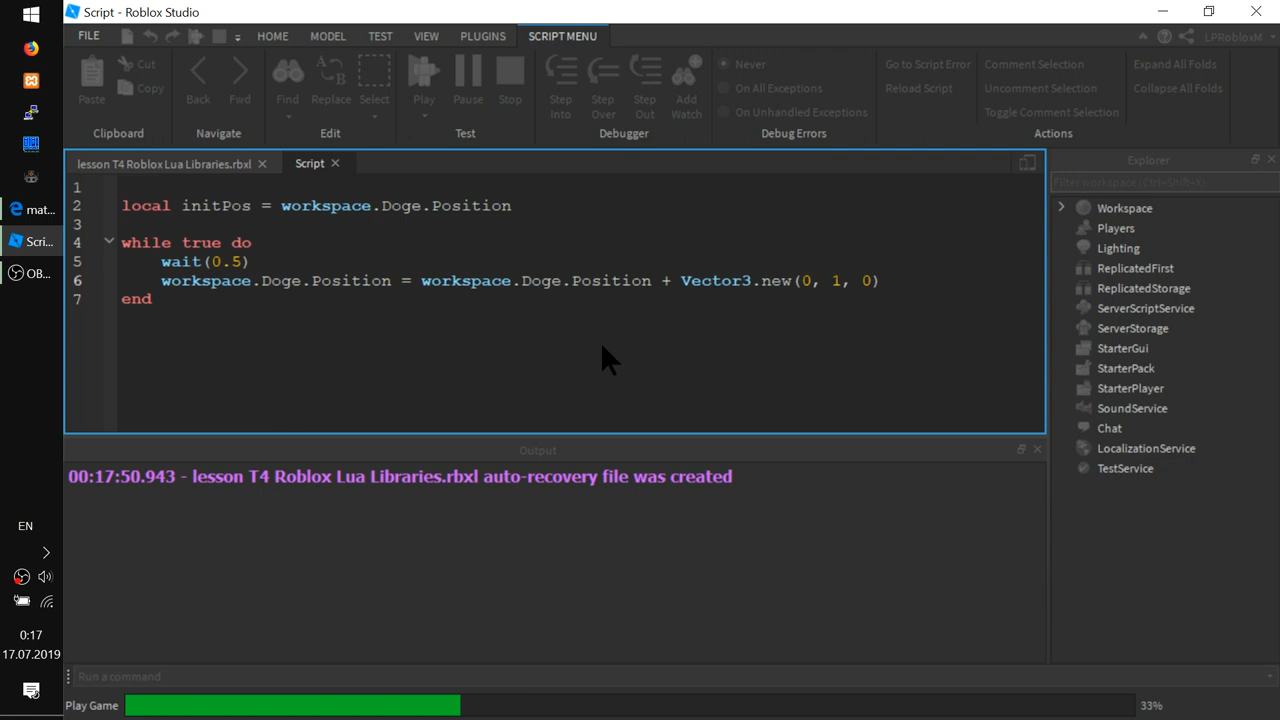 Script - Roblox Studio
FILE HOME MODEL TEST VIEW PLUGINS SCRIPT MENU LPRobloxM
Paste Cut Copy Back Fwd Find Replace Select Play Pause Stop Step Into Step Over Step Out Add Watch
Never
On All Exceptions
On Unhandled Exceptions
Go to Script Error
Reload Script
Comment Selection
Uncomment Selection
Toggle Comment Selection
Expand All Folds
Collapse All Folds
Clipboard Navigate Edit Test Debugger Debug Errors Actions
lesson T4 Roblox Lua Libraries.rbxl Script
1
2 local initPos = workspace.Doge.Position
3
4 while true do
5 wait(0.5)
6 workspace.Doge.Position = workspace.Doge.Position + Vector3.new(0, 1, 0)
7 end
Output
00:17:50.943 - lesson T4 Roblox Lua Libraries.rbxl auto-recovery file was created
Run a command
Play Game 33%
Explorer
Filter workspace (Ctrl+Shift+X)
Workspace
Players
Lighting
ReplicatedFirst
ReplicatedStorage
ServerScriptService
ServerStorage
StarterGui
StarterPack
StarterPlayer
SoundService
Chat
LocalizationService
TestService
mat...
Scri...
OB...
EN
0:17
17.07.2019